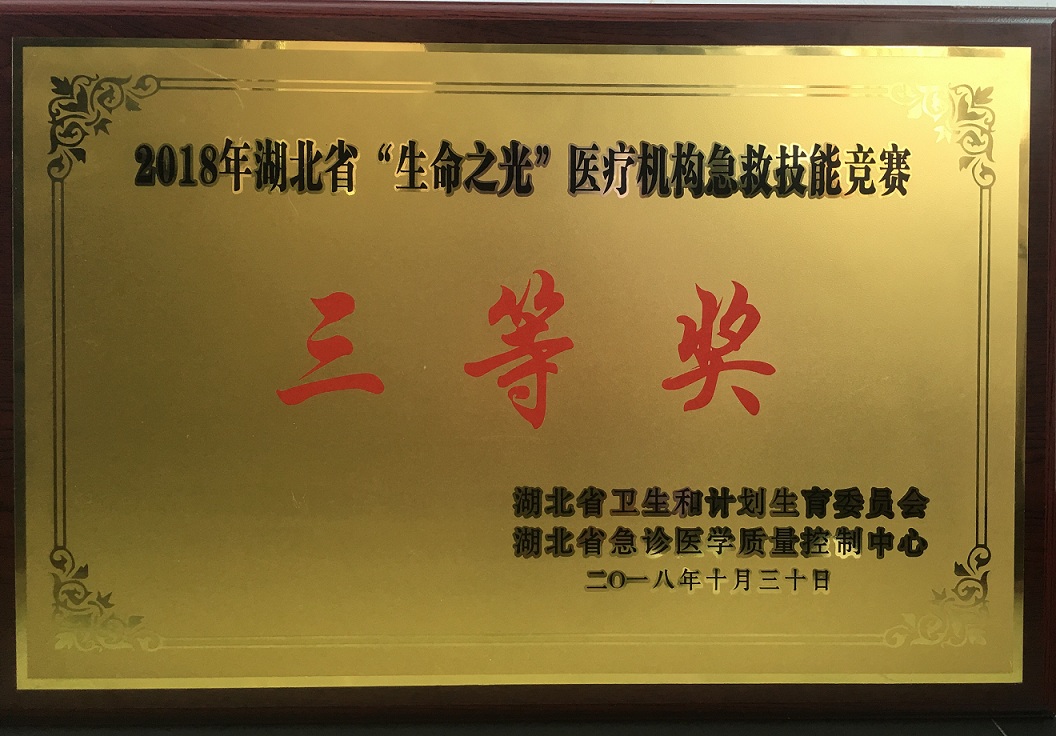 2018年湖北省“生命之光”医疗机构急救技能竞赛
三等奖
湖北省卫生和计划生育委员会
湖北省急诊医学质量控制中心
二O一八年十月三十日